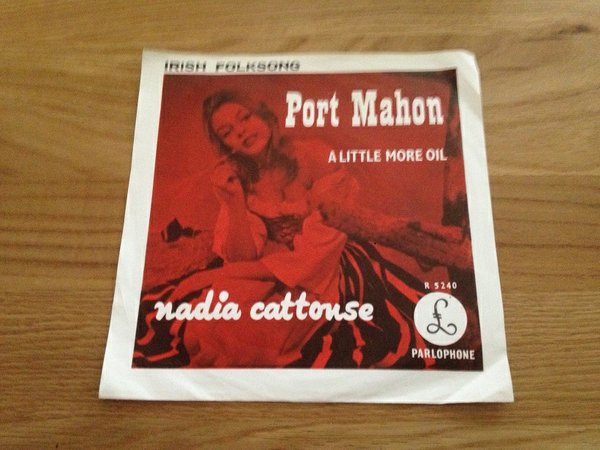 IRISH FOLKSONG
Port Mahon
A LITTLE MORE OIL
nadia cattouse
R 5240
£
PARLOPHONE